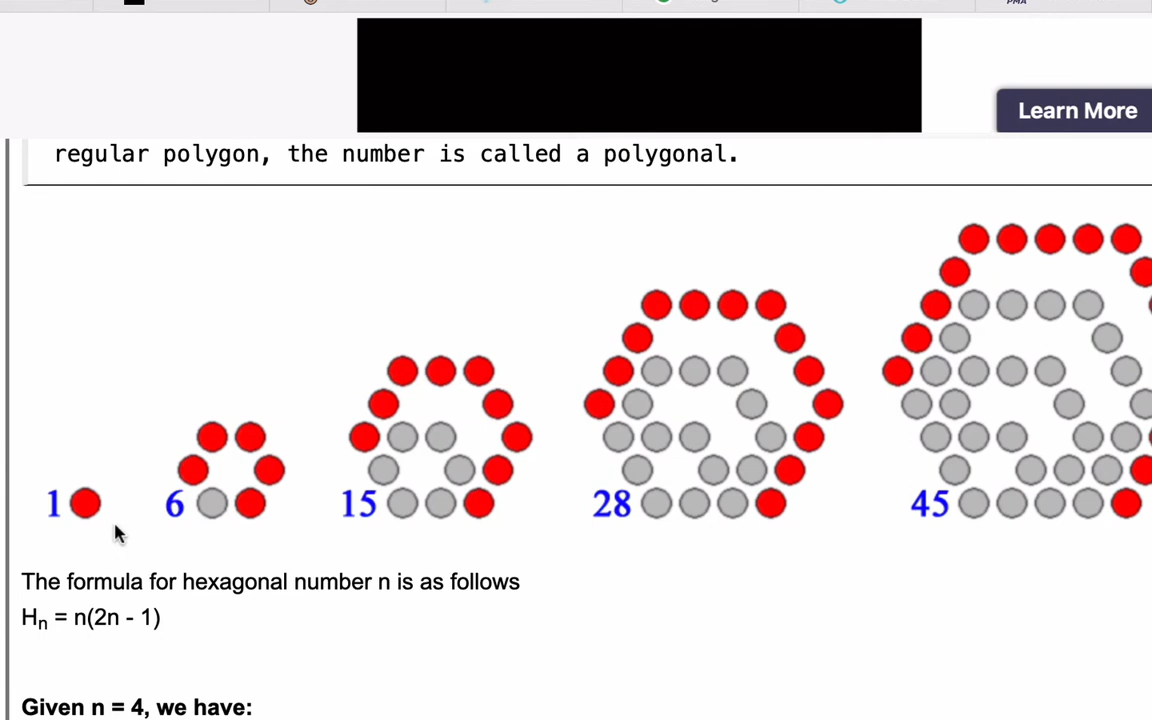 PMA
Learn More
regular polygon, the number is called a polygonal.
1 6 15 28 45
The formula for hexagonal number n is as follows
Hn = n(2n - 1)
Given n = 4, we have: